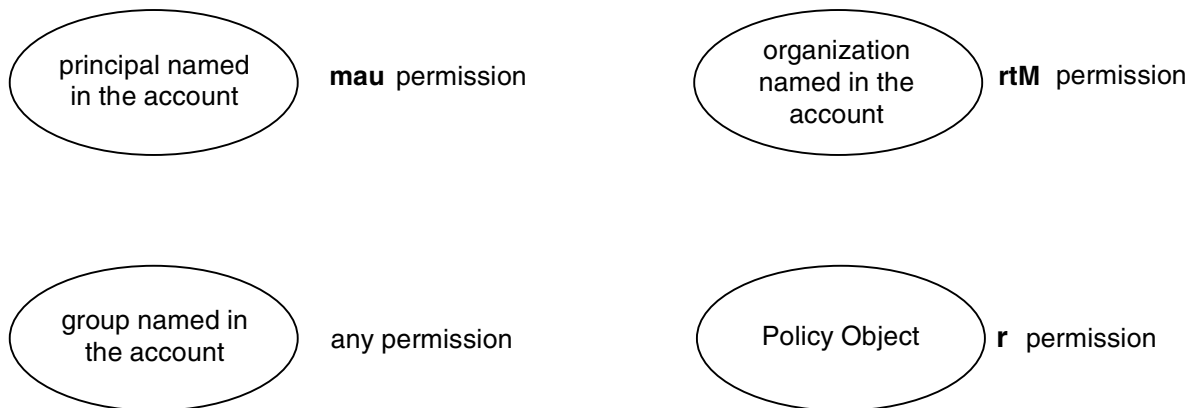 principal named
in the account
mau permission
organization
named in the
account
rtM permission
group named in
the account
any permission
Policy Object
r permission